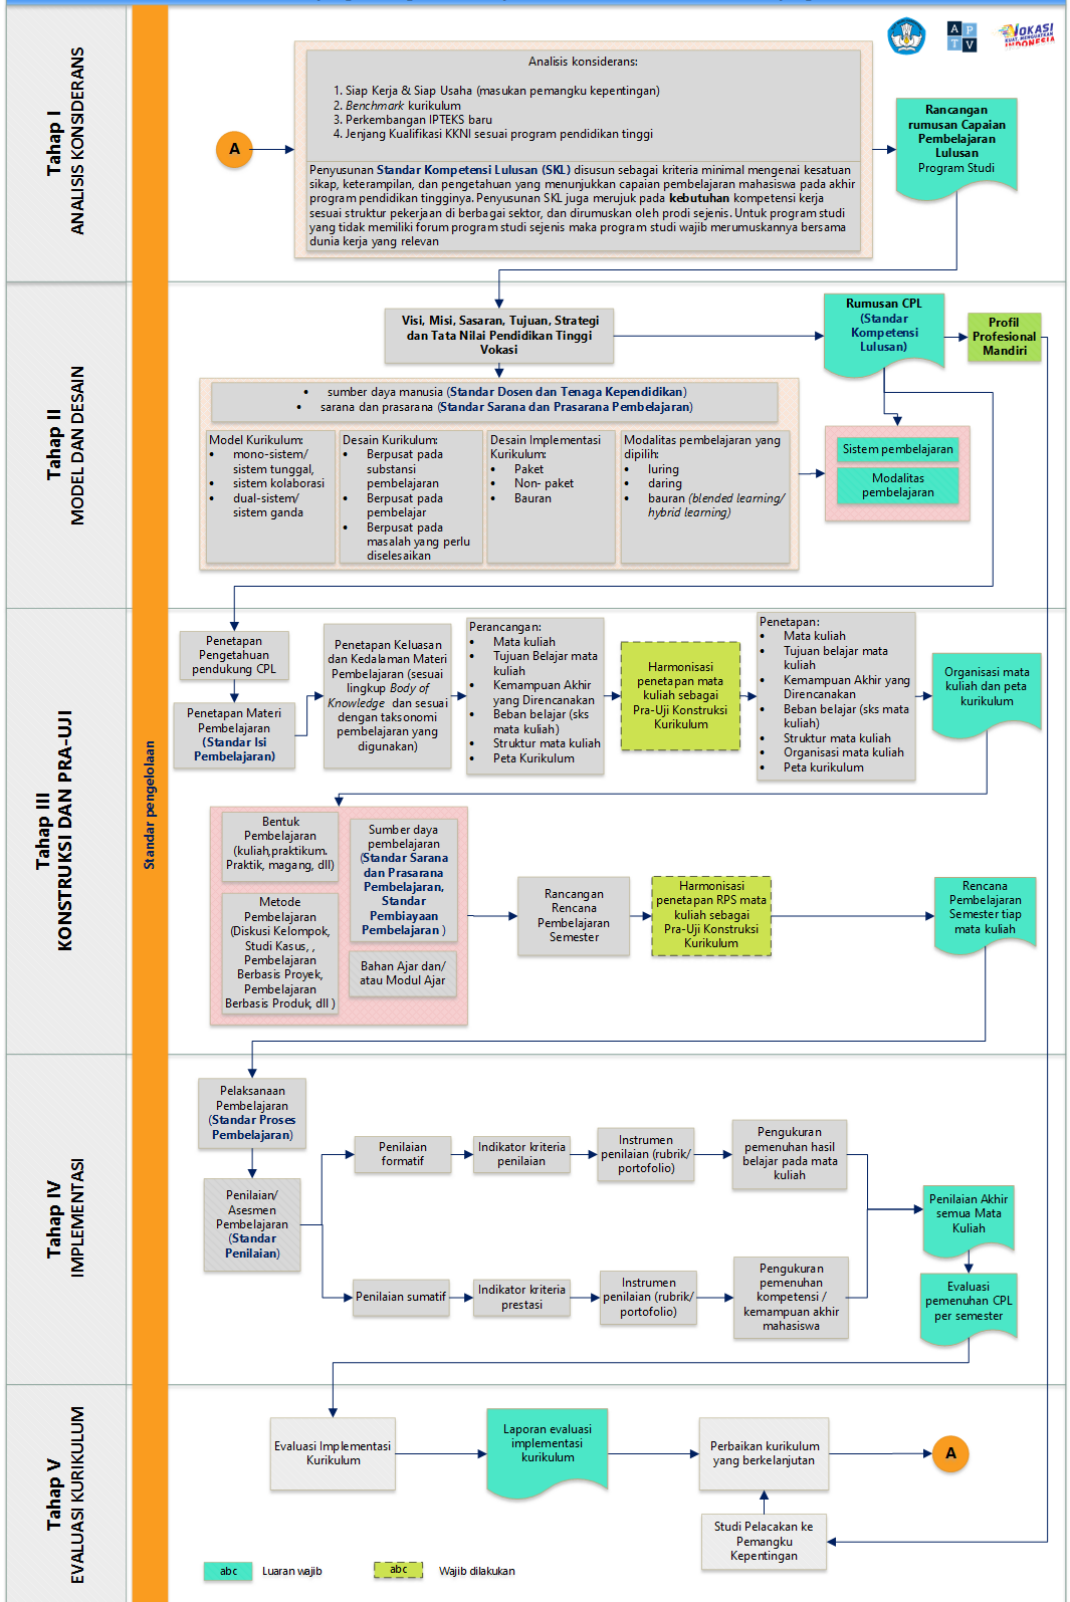 Tahap I
ANALISIS KONSIDERANS
A
Analisis konsiderans:
1. Siap Kerja & Siap Usaha (masukan pemangku kepentingan)
2. Benchmark kurikulum
3. Perkembangan IPTEKS baru
4. Jenjang Kualifikasi KKNI sesuai program pendidikan tinggi
Penyusunan Standar Kompetensi Lulusan (SKL) disusun sebagai kriteria minimal mengenai kesatuan
sikap, keterampilan, dan pengetahuan yang menunjukkan capaian pembelajaran mahasiswa pada akhir
program pendidikan tingginya. Penyusunan SKL juga merujuk pada kebutuhan kompetensi kerja
sesuai struktur pekerjaan di berbagai sektor, dan dirumuskan oleh prodi sejenis. Untuk program studi
yang tidak memiliki forum program studi sejenis maka program studi wajib merumuskannya bersama
dunia kerja yang relevan
A P
T V
VOKASI
KUAT, MENGUATKAN
INDONESIA
Rancangan
rumusan Capaian
Pembelajaran
Lulusan
Program Studi
Standar pengelolaan
Tahap II
MODEL DAN DESAIN
Visi, Misi, Sasaran, Tujuan, Strategi
dan Tata Nilai Pendidikan Tinggi
Vokasi
Rumusan CPL
(Standar
Kompetensi
Lulusan)
Profil
Profesional
Mandiri
• sumber daya manusia (Standar Dosen dan Tenaga Kependidikan)
• sarana dan prasarana (Standar Sarana dan Prasarana Pembelajaran)
Model Kurikulum:
• mono-sistem/
sistem tunggal,
• sistem kolaborasi
• dual-sistem/
sistem ganda
Desain Kurikulum:
• Berpusat pada
substansi
pembelajaran
• Berpusat pada
pembelajar
• Berpusat pada
masalah yang perlu
diselesaikan
Desain Implementasi
Kurikulum:
• Paket
• Non- paket
• Bauran
Modalitas pembelajaran yang
dipilih:
• luring
• daring
• bauran (blended learning/
hybrid learning)
Sistem pembelajaran
Modalitas
pembelajaran
Tahap III
KONSTRUKSI DAN PRA-UJI
Penetapan
Pengetahuan
pendukung CPL
Penetapan Materi
Pembelajaran
(Standar Isi
Pembelajaran)
Penetapan Keluasan
dan Kedalaman Materi
Pembelajaran (sesuai
lingkup Body of
Knowledge dan sesuai
dengan taksonomi
pembelajaran yang
digunakan)
Perancangan:
• Mata kuliah
• Tujuan Belajar mata
kuliah
• Kemampuan Akhir
yang Direncanakan
• Beban belajar (sks
mata kuliah)
• Struktur mata kuliah
• Peta Kurikulum
Harmonisasi
penetapan mata
kuliah sebagai
Pra-Uji Konstruksi
Kurikulum
Penetapan:
• Mata kuliah
• Tujuan belajar mata
kuliah
• Kemampuan Akhir yang
Direncanakan
• Beban belajar (sks mata
kuliah)
• Struktur mata kuliah
• Organisasi mata kuliah
• Peta kurikulum
Organisasi mata
kuliah dan peta
kurikulum
Bentuk
Pembelajaran
(kuliah,praktikum.
Praktik, magang, dll)
Metode
Pembelajaran
(Diskusi Kelompok,
Studi Kasus, ,
Pembelajaran
Berbasis Proyek,
Pembelajaran
Berbasis Produk, dll )
Sumber daya
pembelajaran
(Standar Sarana
dan Prasarana
Pembelajaran,
Standar
Pembiayaan
Pembelajaran )
Bahan Ajar dan/
atau Modul Ajar
Rancangan
Rencana
Pembelajaran
Semester
Harmonisasi
penetapan RPS mata
kuliah sebagai
Pra-Uji Konstruksi
Kurikulum
Rencana
Pembelajaran
Semester tiap
mata kuliah
Tahap IV
IMPLEMENTASI
Pelaksanaan
Pembelajaran
(Standar Proses
Pembelajaran)
Penilaian/
Asesmen
Pembelajaran
(Standar
Penilaian)
Penilaian
formatif
Indikator kriteria
penilaian
Instrumen
penilaian (rubrik/
portofolio)
Pengukuran
pemenuhan hasil
belajar pada mata
kuliah
Penilaian sumatif
Indikator kriteria
prestasi
Instrumen
penilaian (rubrik/
portofolio)
Pengukuran
pemenuhan
kompetensi /
kemampuan akhir
mahasiswa
Penilaian Akhir
semua Mata
Kuliah
Evaluasi
pemenuhan CPL
per semester
Tahap V
EVALUASI KURIKULUM
Evaluasi Implementasi
Kurikulum
Laporan evaluasi
implementasi
kurikulum
Perbaikan kurikulum
yang berkelanjutan
A
Studi Pelacakan ke
Pemangku
Kepentingan
abc Luaran wajib
abc Wajib dilakukan